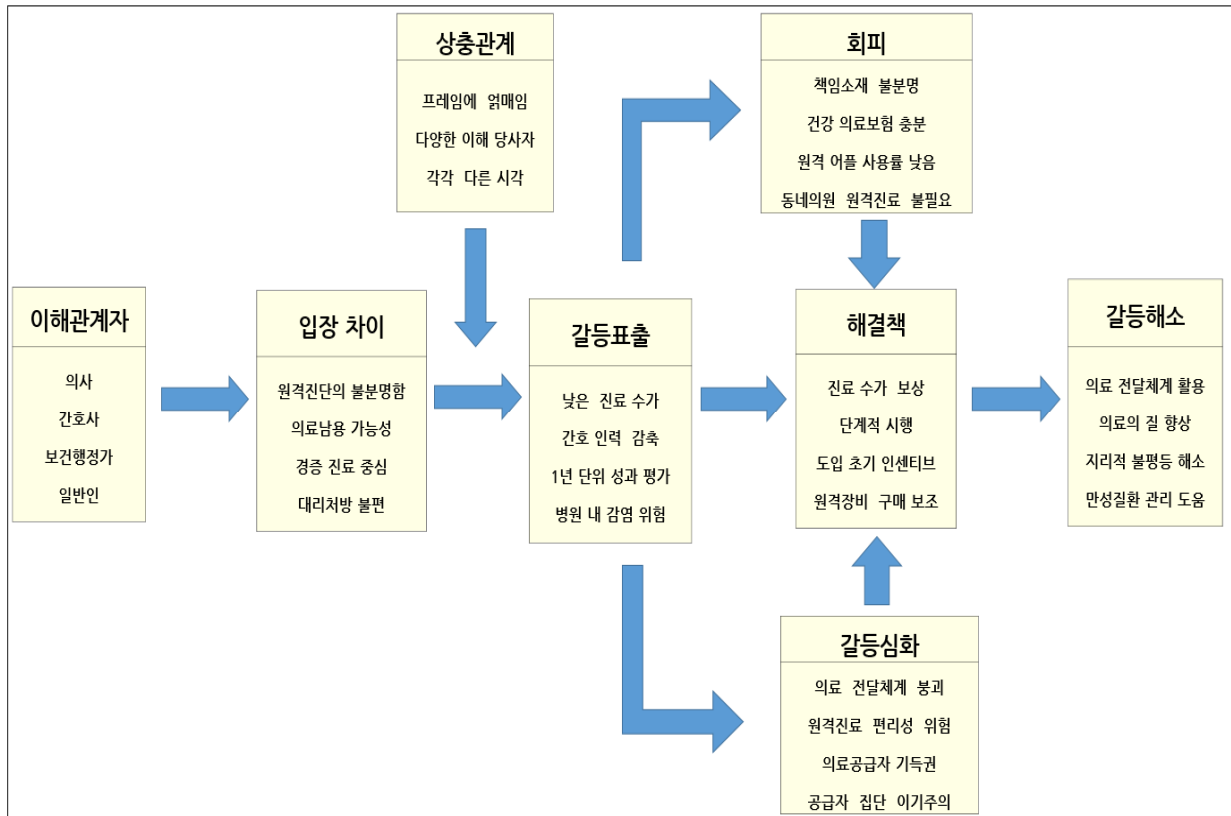 상충관계
프레임에 얽매임
다양한 이해 당사자
각각 다른 시각
회피
책임소재 불분명
건강 의료보험 충분
원격 어플 사용률 낮음
동네의원 원격진료 불필요
이해관계자
의사
간호사
보건행정가
일반인
입장 차이
원격진단의 불분명함
의료남용 가능성
경증 진료 중심
대리처방 불편
갈등표출
낮은 진료 수가
간호 인력 감축
1년 단위 성과 평가
병원 내 감염 위험
해결책
진료 수가 보상
단계적 시행
도입 초기 인센티브
원격장비 구매 보조
갈등해소
의료 전달체계 활용
의료의 질 향상
지리적 불평등 해소
만성질환 관리 도움
갈등심화
의료 전달체계 붕괴
원격진료 편리성 위험
의료공급자 기득권
공급자 집단 이기주의